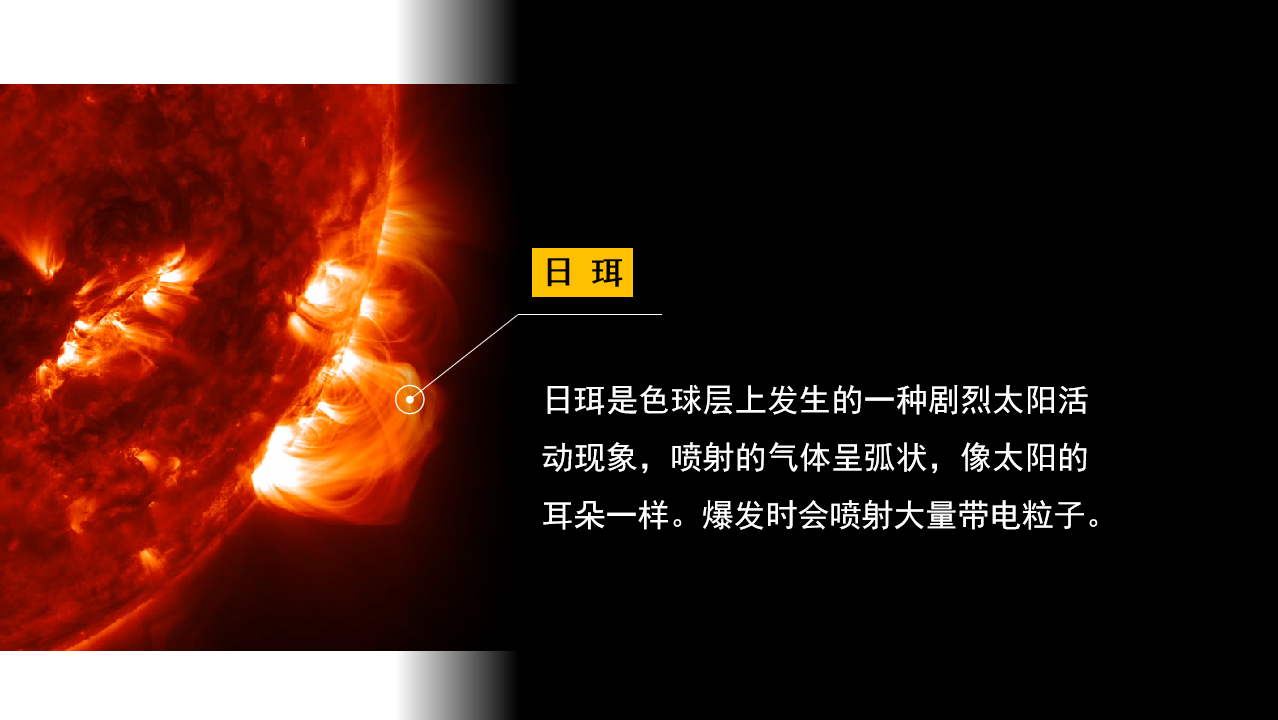 日 珥
日珥是色球层上发生的一种剧烈太阳活
动现象，喷射的气体呈弧状，像太阳的
耳朵一样。爆发时会喷射大量带电粒子。